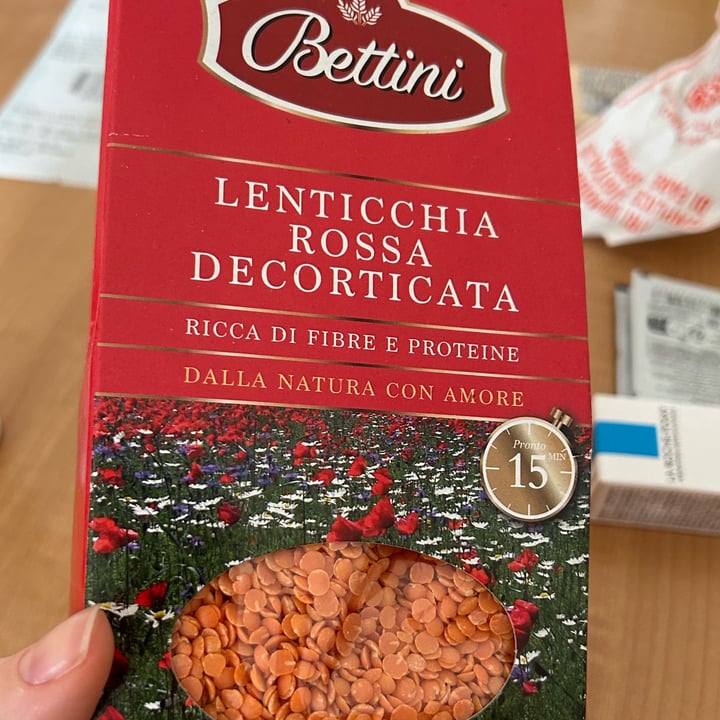 Bettini
LENTICCHIA
ROSSA
DECORTICATA
RICCA DI FIBRE E PROTEINE
DALLA NATURA CON AMORE
Pronto
15 MIN